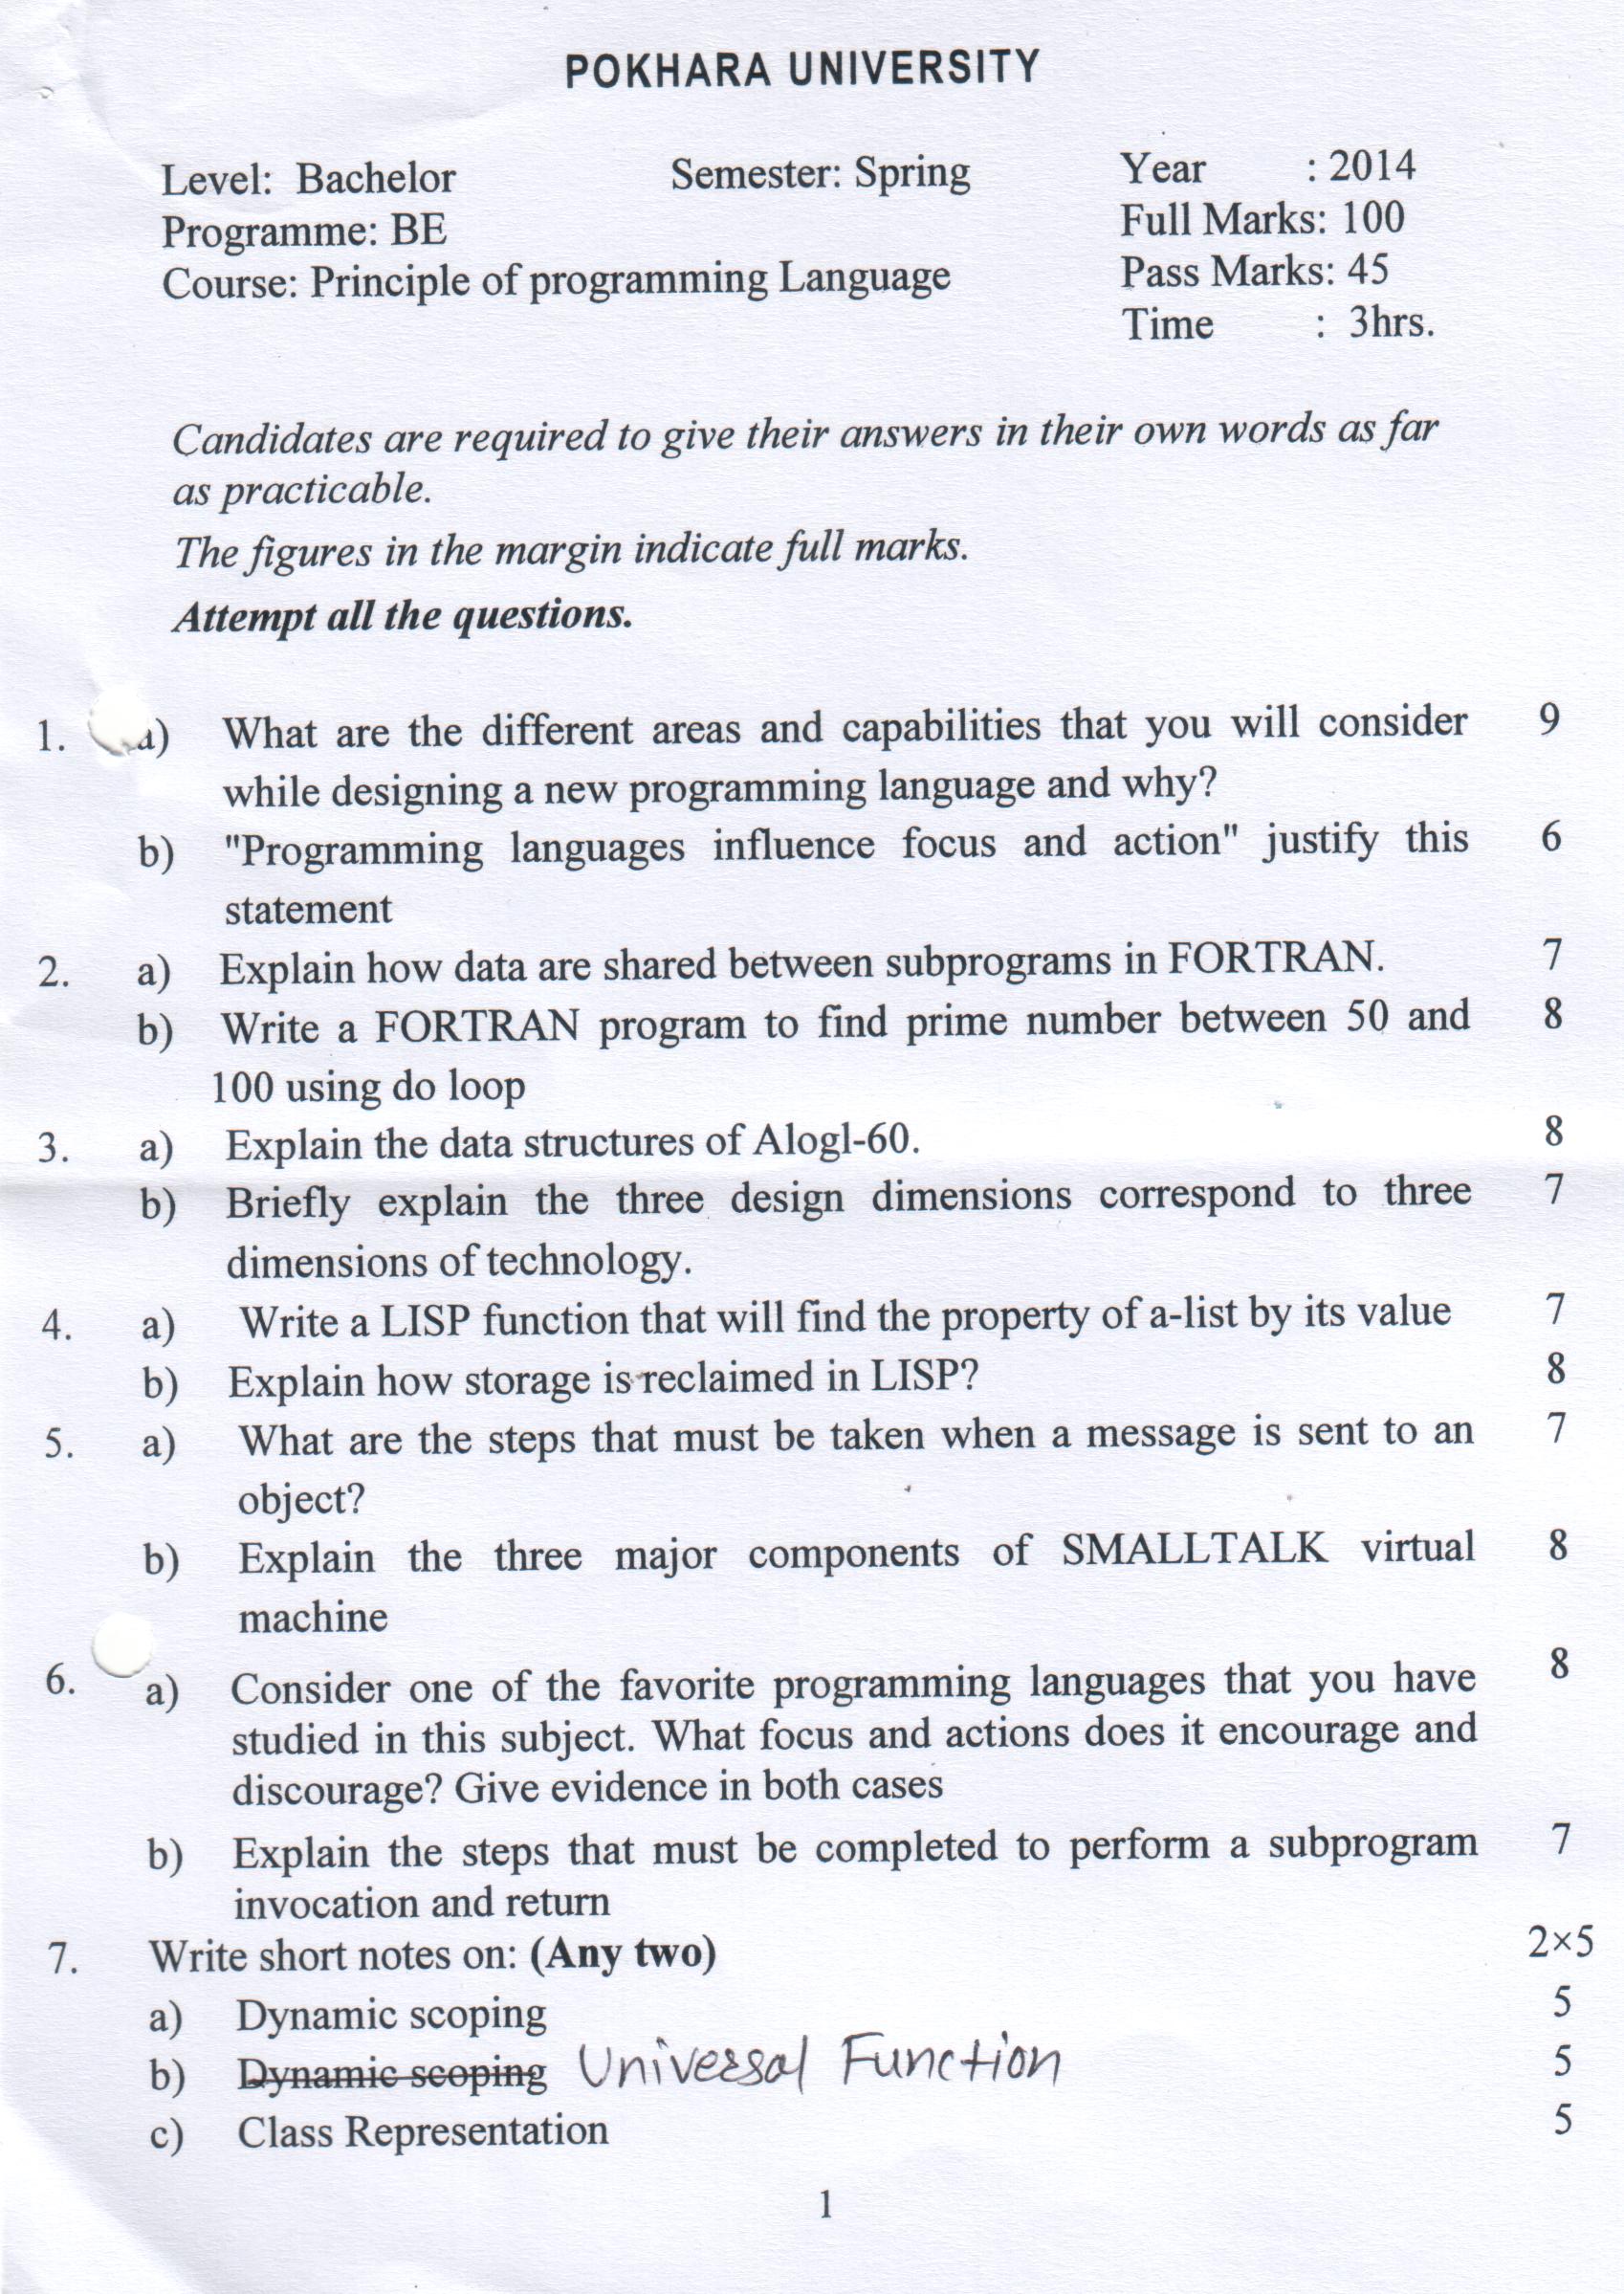 POKHARA UNIVERSITY
Level: Bachelor Semester: Spring Year : 2014
Programme: BE Full Marks: 100
Course: Principle of programming Language Pass Marks: 45
Time : 3hrs.
Candidates are required to give their answers in their own words as far
as practicable.
The figures in the margin indicate full marks.
Attempt all the questions.
1. a) What are the different areas and capabilities that you will consider 9
while designing a new programming language and why?
b) "Programming languages influence focus and action" justify this 6
statement
2. a) Explain how data are shared between subprograms in FORTRAN. 7
b) Write a FORTRAN program to find prime number between 50 and 8
100 using do loop
3. a) Explain the data structures of Alogl-60. 8
b) Briefly explain the three design dimensions correspond to three 7
dimensions of technology.
4. a) Write a LISP function that will find the property of a-list by its value 7
b) Explain how storage is reclaimed in LISP? 8
5. a) What are the steps that must be taken when a message is sent to an 7
object?
b) Explain the three major components of SMALLTALK virtual 8
machine
6. a) Consider one of the favorite programming languages that you have 8
studied in this subject. What focus and actions does it encourage and
discourage? Give evidence in both cases
b) Explain the steps that must be completed to perform a subprogram 7
invocation and return
7. Write short notes on: (Any two) 2×5
a) Dynamic scoping 5
b) Dynamic scoping Universal Function 5
c) Class Representation 5
1